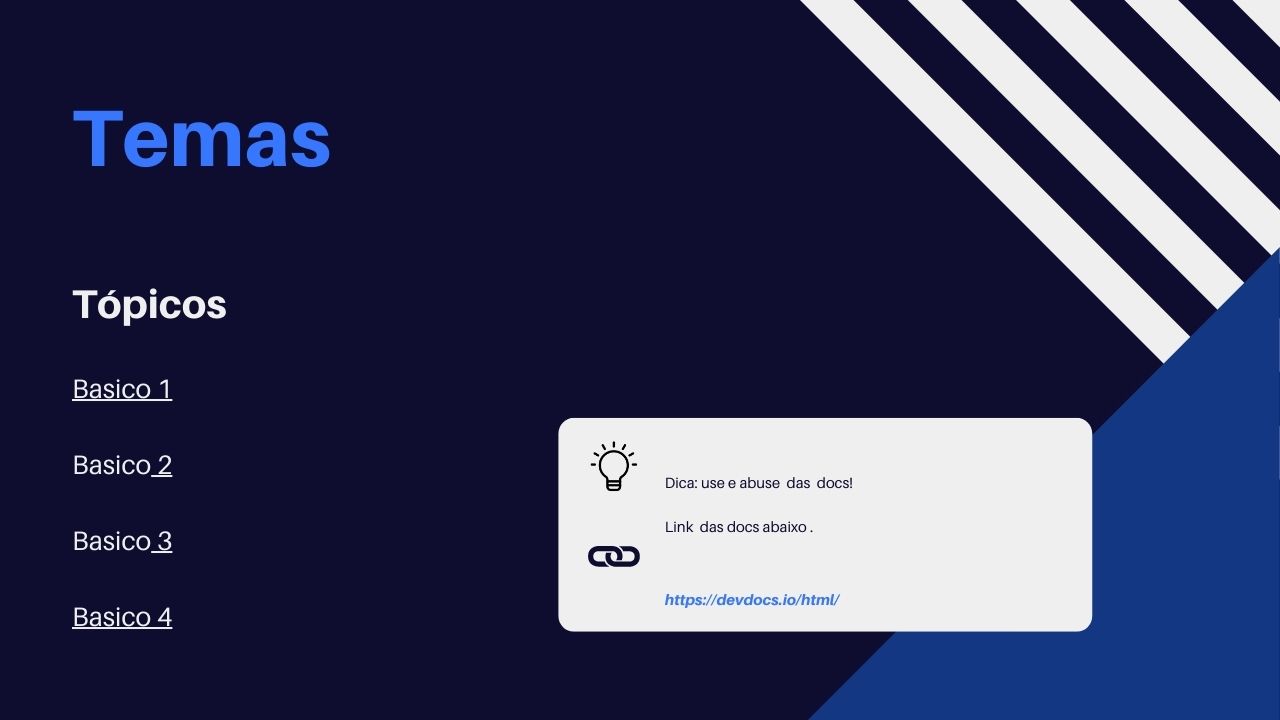 Temas
Tópicos
Basico 1
Basico 2
Basico 3
Basico 4
Dica: use e abuse das docs!
Link das docs abaixo .
https://devdocs.io/html/